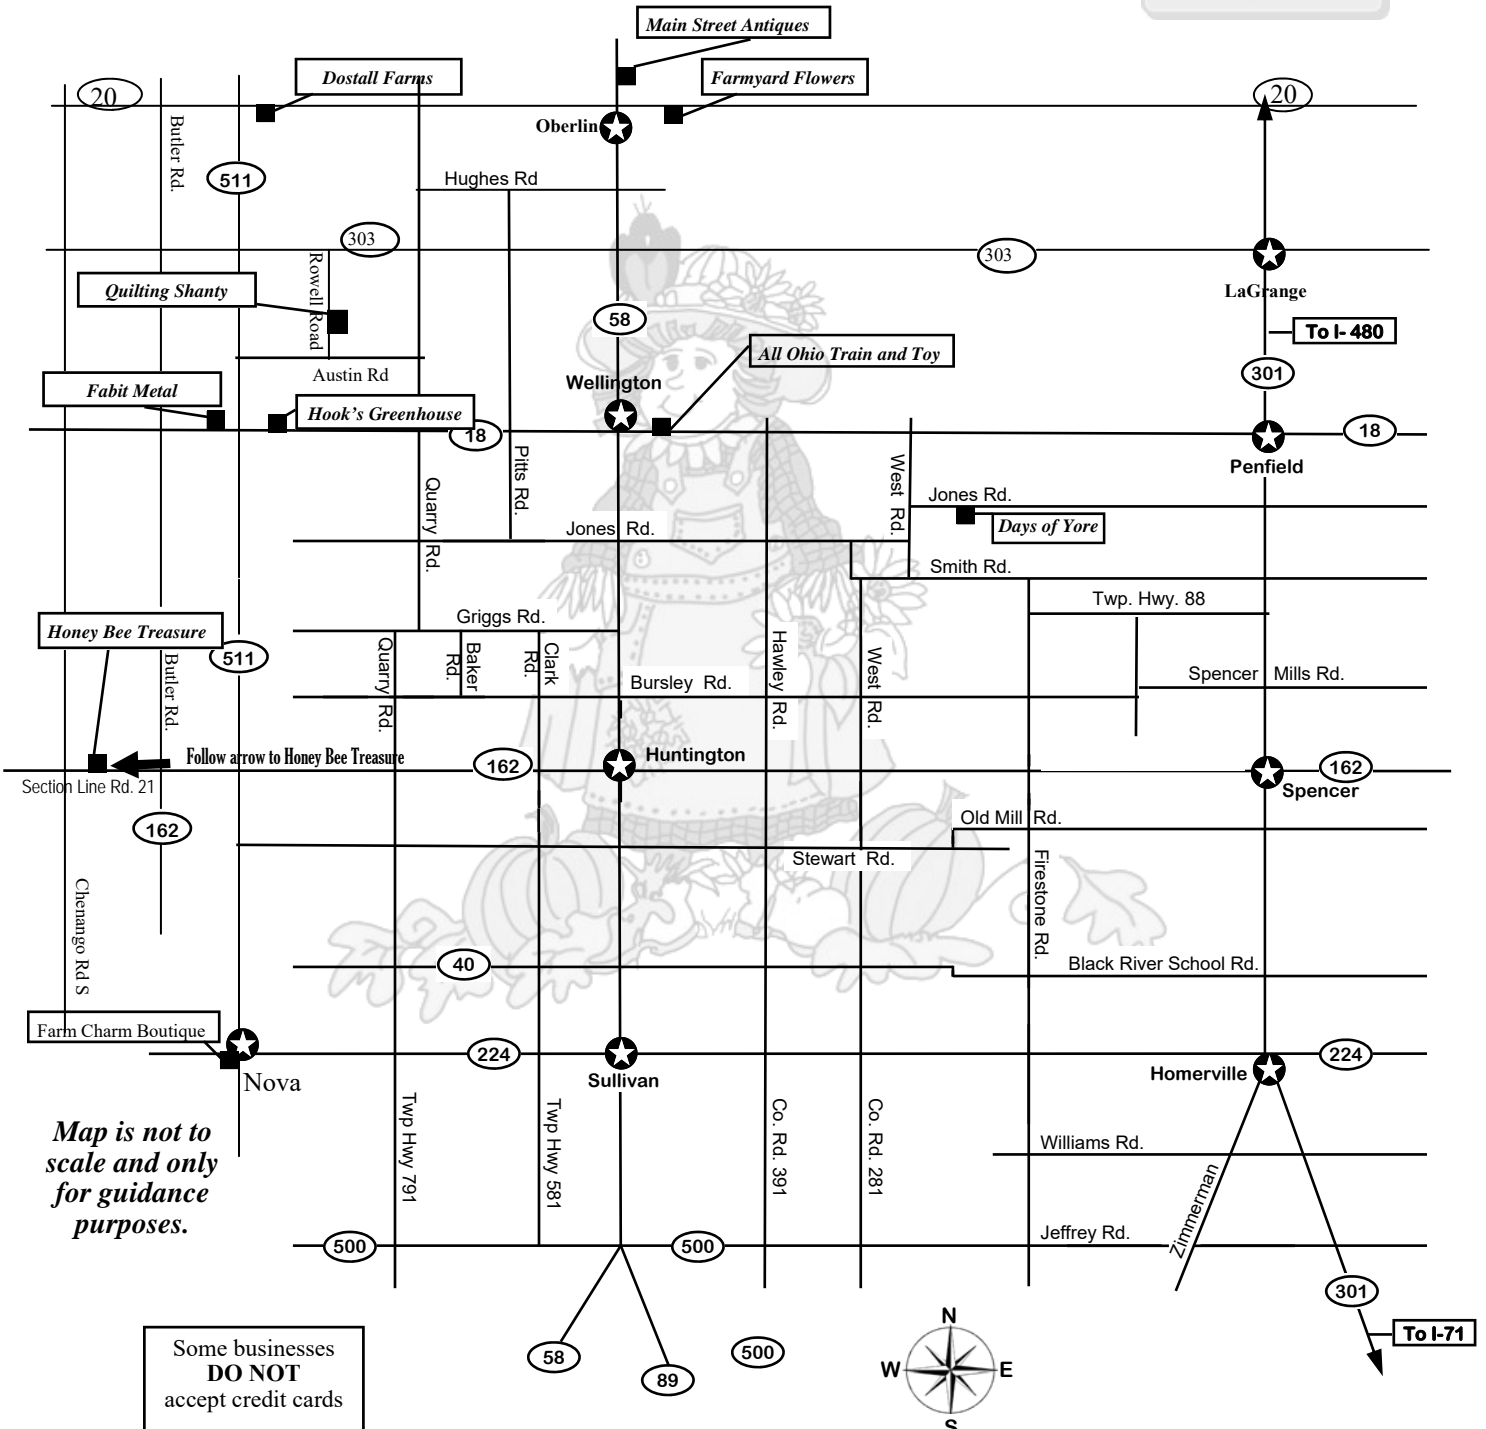 Main Street Antiques
Dostall Farms
Farmyard Flowers
20
20
Oberlin
Butler Rd.
511
Hughes Rd
303
303
Rowell Road
Quilting Shanty
LaGrange
58
To I- 480
All Ohio Train and Toy
Austin Rd
Wellington
301
Fabit Metal
Hook's Greenhouse
18
18
Penfield
Pitts Rd.
West Rd.
Quarry Rd.
Jones Rd.
Jones Rd.
Days of Yore
Smith Rd.
Twp. Hwy. 88
Griggs Rd.
Honey Bee Treasure
511
Butler Rd.
Quarry Rd.
Baker Rd.
Clark Rd.
Hawley Rd.
West Rd.
Bursley Rd.
Spencer Mills Rd.
Follow arrow to Honey Bee Treasure
162
Huntington
162
Section Line Rd. 21
Spencer
162
Old Mill Rd.
Stewart Rd.
Firestone Rd.
Chenango Rd S
40
Black River School Rd.
Farm Charm Boutique
224
224
Nova
Sullivan
Homerville
Twp Hwy 791
Twp Hwy 581
Co. Rd. 391
Co. Rd. 281
Map is not to
scale and only
for guidance
purposes.
Williams Rd.
Zimmerman
500
500
Jeffrey Rd.
301
To I-71
58
89
500
N
W
E
S
Some businesses
DO NOT
accept credit cards